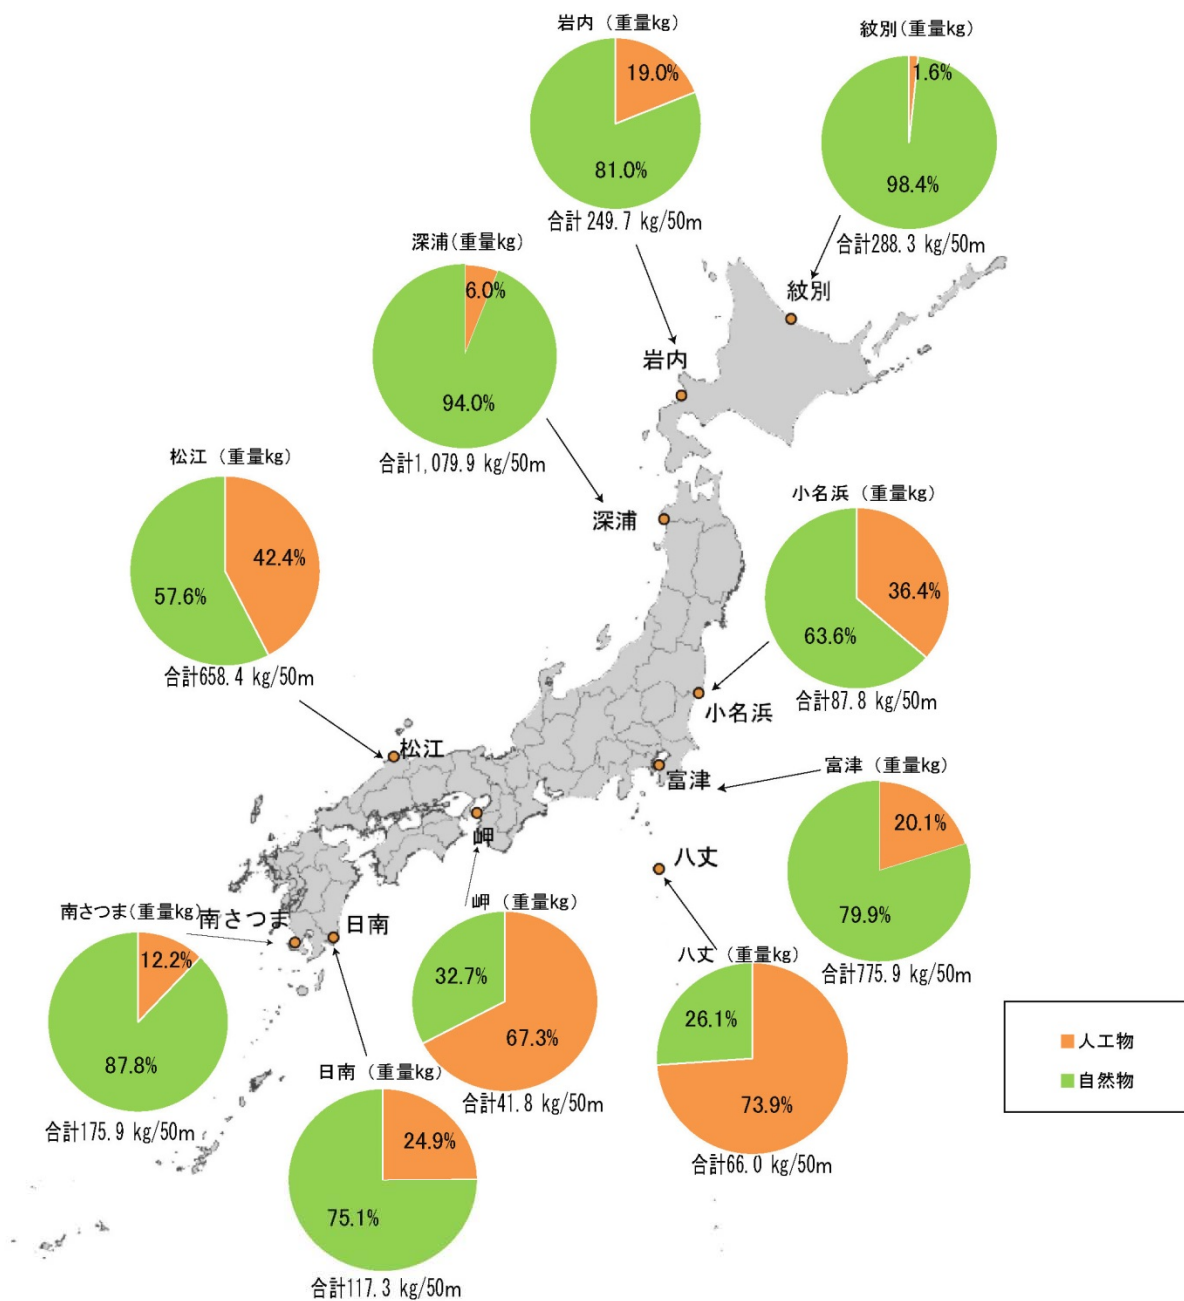 岩内 (重量kg)
19.0%
81.0%
合計 249.7 kg/50m
紋別(重量kg)
1.6%
98.4%
合計288.3 kg/50m
深浦(重量kg)
6.0%
94.0%
合計1,079.9 kg/50m
紋別
岩内
深浦
松江 (重量kg)
42.4%
57.6%
合計658.4 kg/50m
小名浜 (重量kg)
36.4%
63.6%
合計87.8 kg/50m
小名浜
松江
富津
富津 (重量kg)
20.1%
79.9%
合計775.9 kg/50m
岬
八丈
南さつま(重量kg)
12.2%
87.8%
合計175.9 kg/50m
南さつま
日南
岬 (重量kg)
32.7%
67.3%
合計41.8 kg/50m
八丈 (重量kg)
26.1%
73.9%
合計66.0 kg/50m
日南 (重量kg)
24.9%
75.1%
合計117.3 kg/50m
人工物
自然物